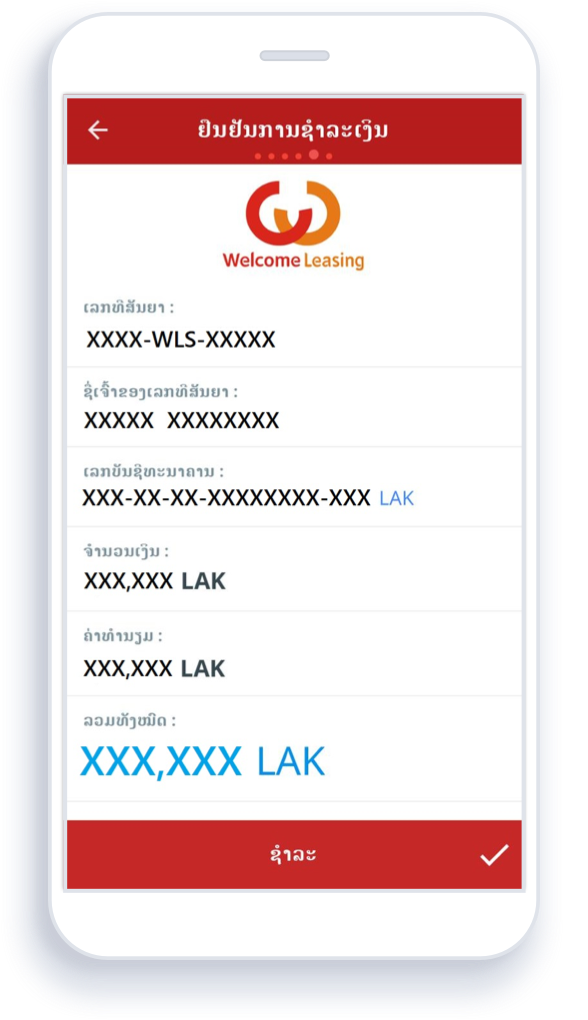 ຢືນຢັນການຊຳລະເງິນ
Welcome Leasing
ເລກທີສັນຍາ :
XXXX-WLS-XXXXX
ຊື່ເຈົ້າຂອງເລກທີສັນຍາ :
XXXXX XXXXXXXX
ເລກບັນຊີທະນາຄານ :
XXX-XX-XX-XXXXXXXX-XXX LAK
ຈຳນວນເງິນ :
XXX,XXX LAK
ຄ່າທຳນຽມ :
XXX,XXX LAK
ລວມທັງໝົດ :
XXX,XXX LAK
ຊຳລະ